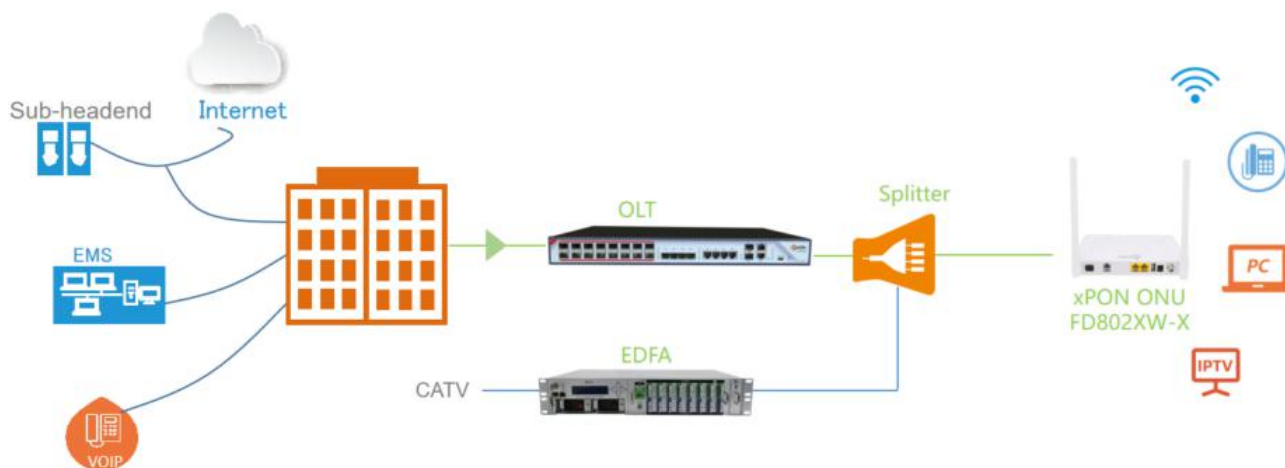 Sub-headend
Internet
EMS
VOIP
OLT
EDFA
CATV
Splitter
xPON ONU
FD802XW-X
PC
IPTV